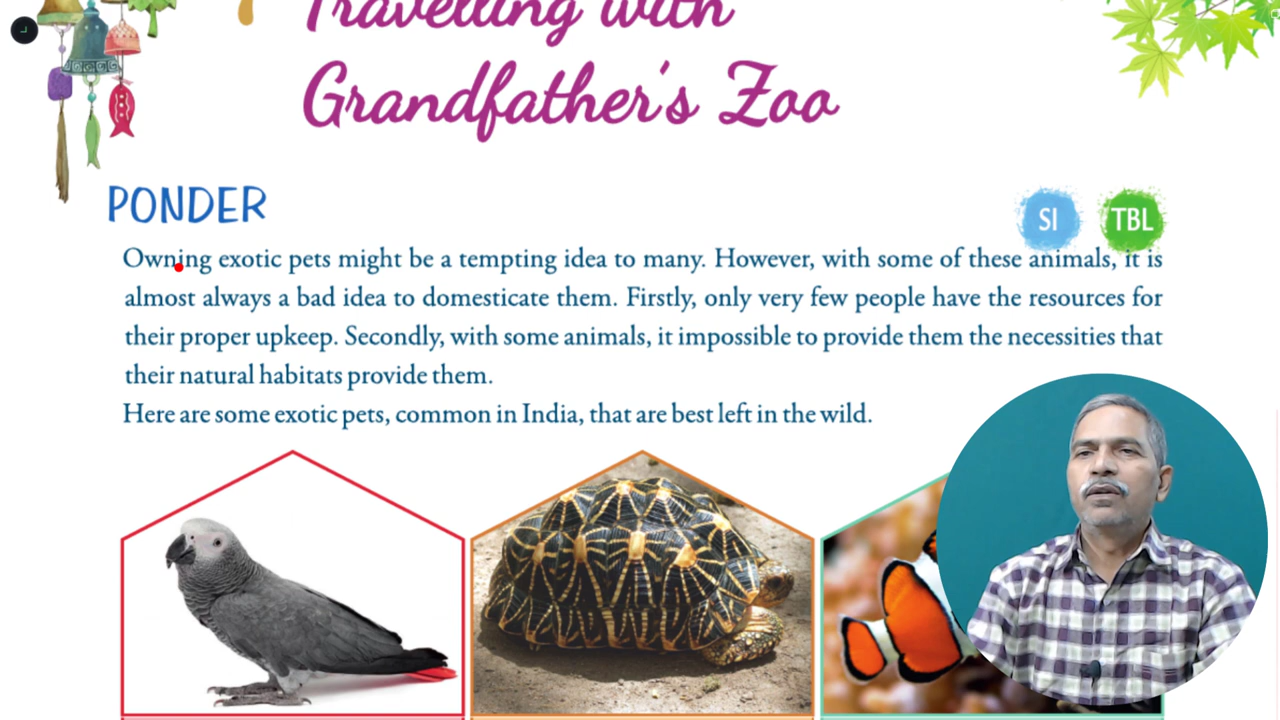 Travelling with
Grandfather's Zoo
PONDER
SI
TBL
Owning exotic pets might be a tempting idea to many. However, with some of these animals, it is
almost always a bad idea to domesticate them. Firstly, only very few people have the resources for
their proper upkeep. Secondly, with some animals, it impossible to provide them the necessities that
their natural habitats provide them.
Here are some exotic pets, common in India, that are best left in the wild.